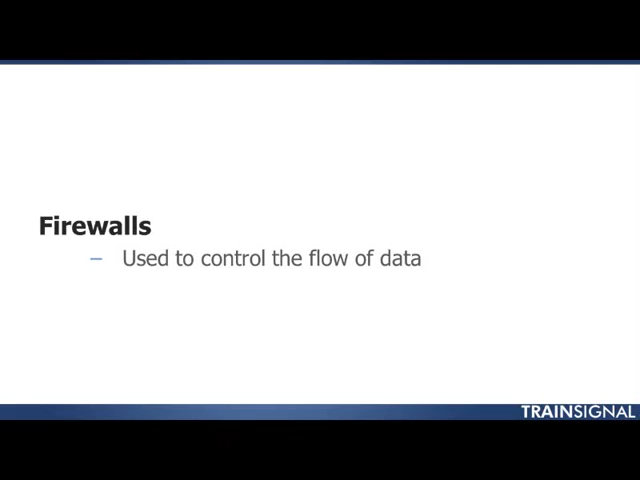 Firewalls
– Used to control the flow of data
TRAINSIGNAL